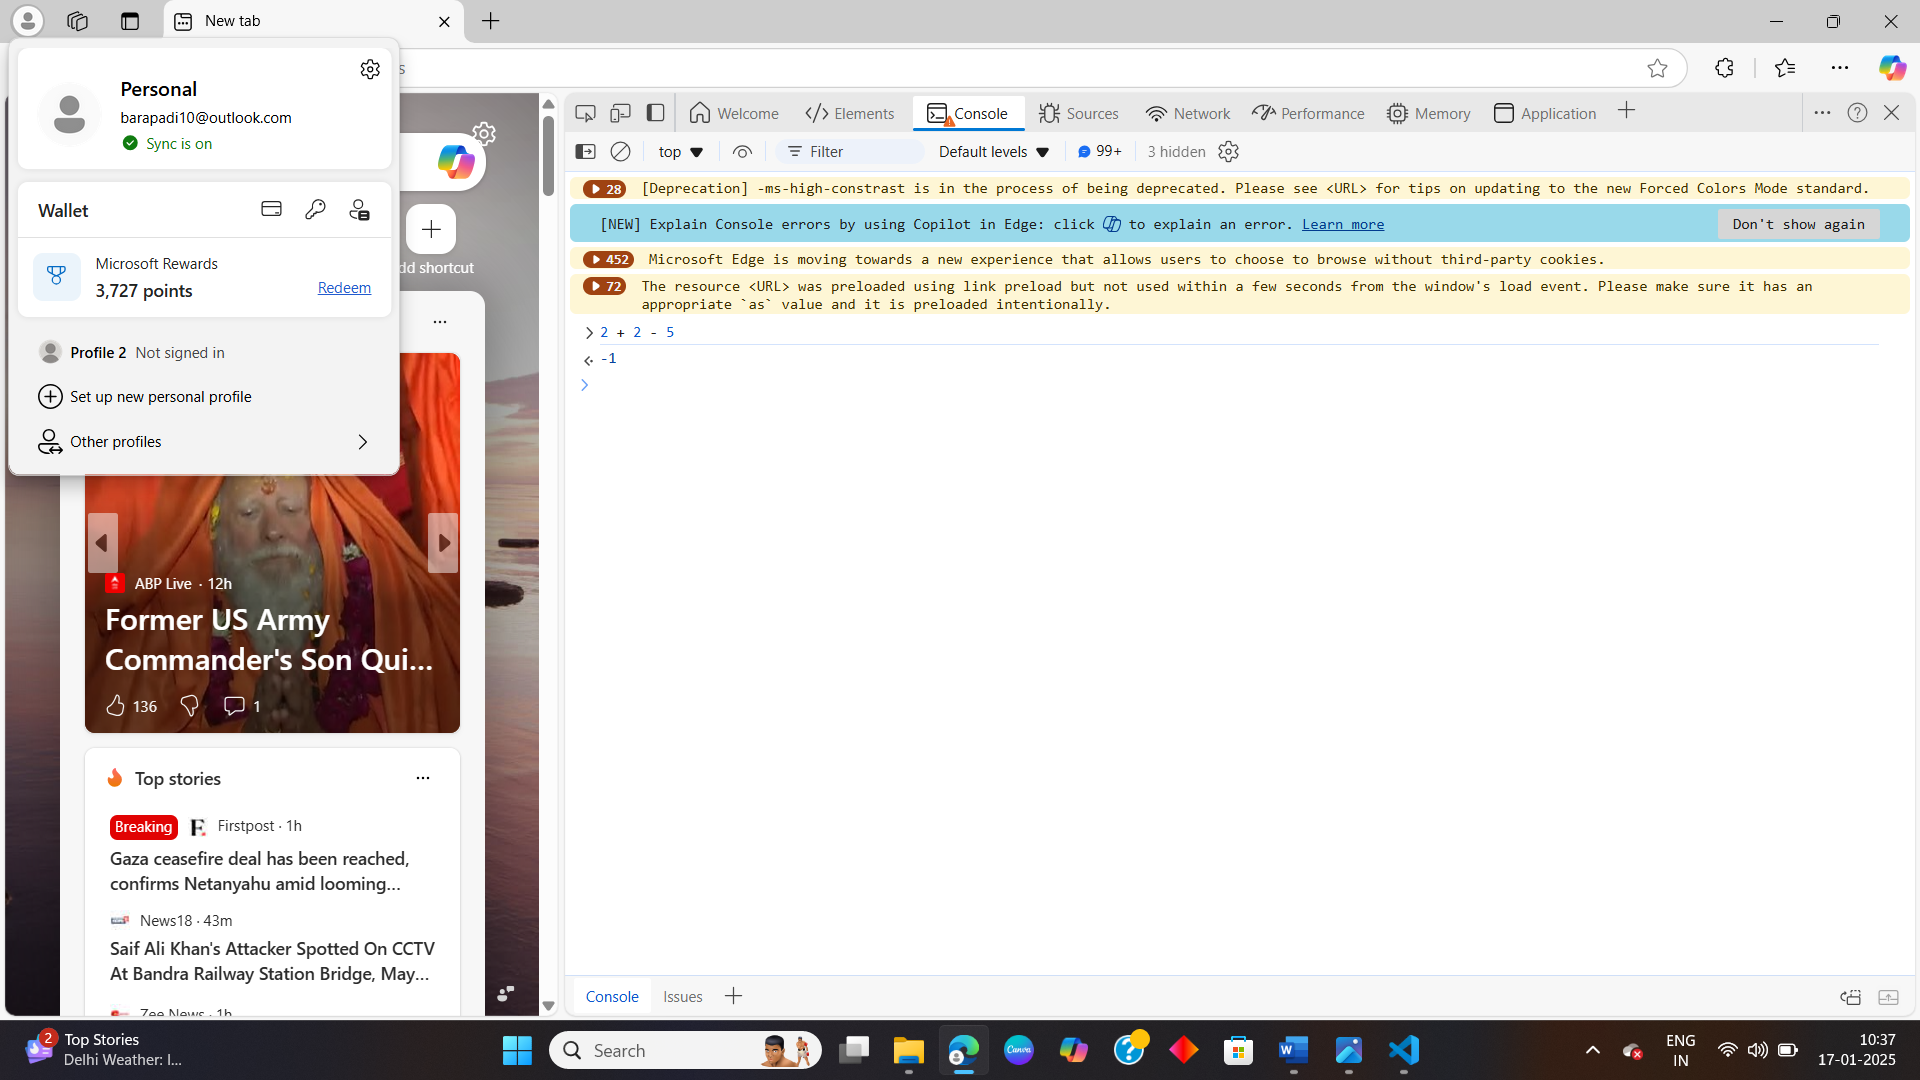 New tab
Personal
barapadi10@outlook.com
Sync is on
Wallet
Microsoft Rewards
3,727 points
Redeem
Profile 2 Not signed in
Set up new personal profile
Other profiles
s
dd shortcut
ABP Live · 12h
Former US Army
Commander's Son Qui...
136
1
Top stories
Breaking
Firstpost · 1h
Gaza ceasefire deal has been reached,
confirms Netanyahu amid looming...
News18 · 43m
Saif Ali Khan's Attacker Spotted On CCTV
At Bandra Railway Station Bridge, May...
Zee News · 1h
Welcome
Elements
Console
Sources
Network
Performance
Memory
Application
top
Filter
Default levels
99+
3 hidden
28 [Deprecation] -ms-high-constrast is in the process of being deprecated. Please see <URL> for tips on updating to the new Forced Colors Mode standard.
[NEW] Explain Console errors by using Copilot in Edge: click to explain an error. Learn more
Don't show again
452 Microsoft Edge is moving towards a new experience that allows users to choose to browse without third-party cookies.
72 The resource <URL> was preloaded using link preload but not used within a few seconds from the window's load event. Please make sure it has an
appropriate `as` value and it is preloaded intentionally.
2 + 2 - 5
-1
Console
Issues
2
Top Stories
Delhi Weather: I...
Search
Canva
ENG
IN
10:37
17-01-2025